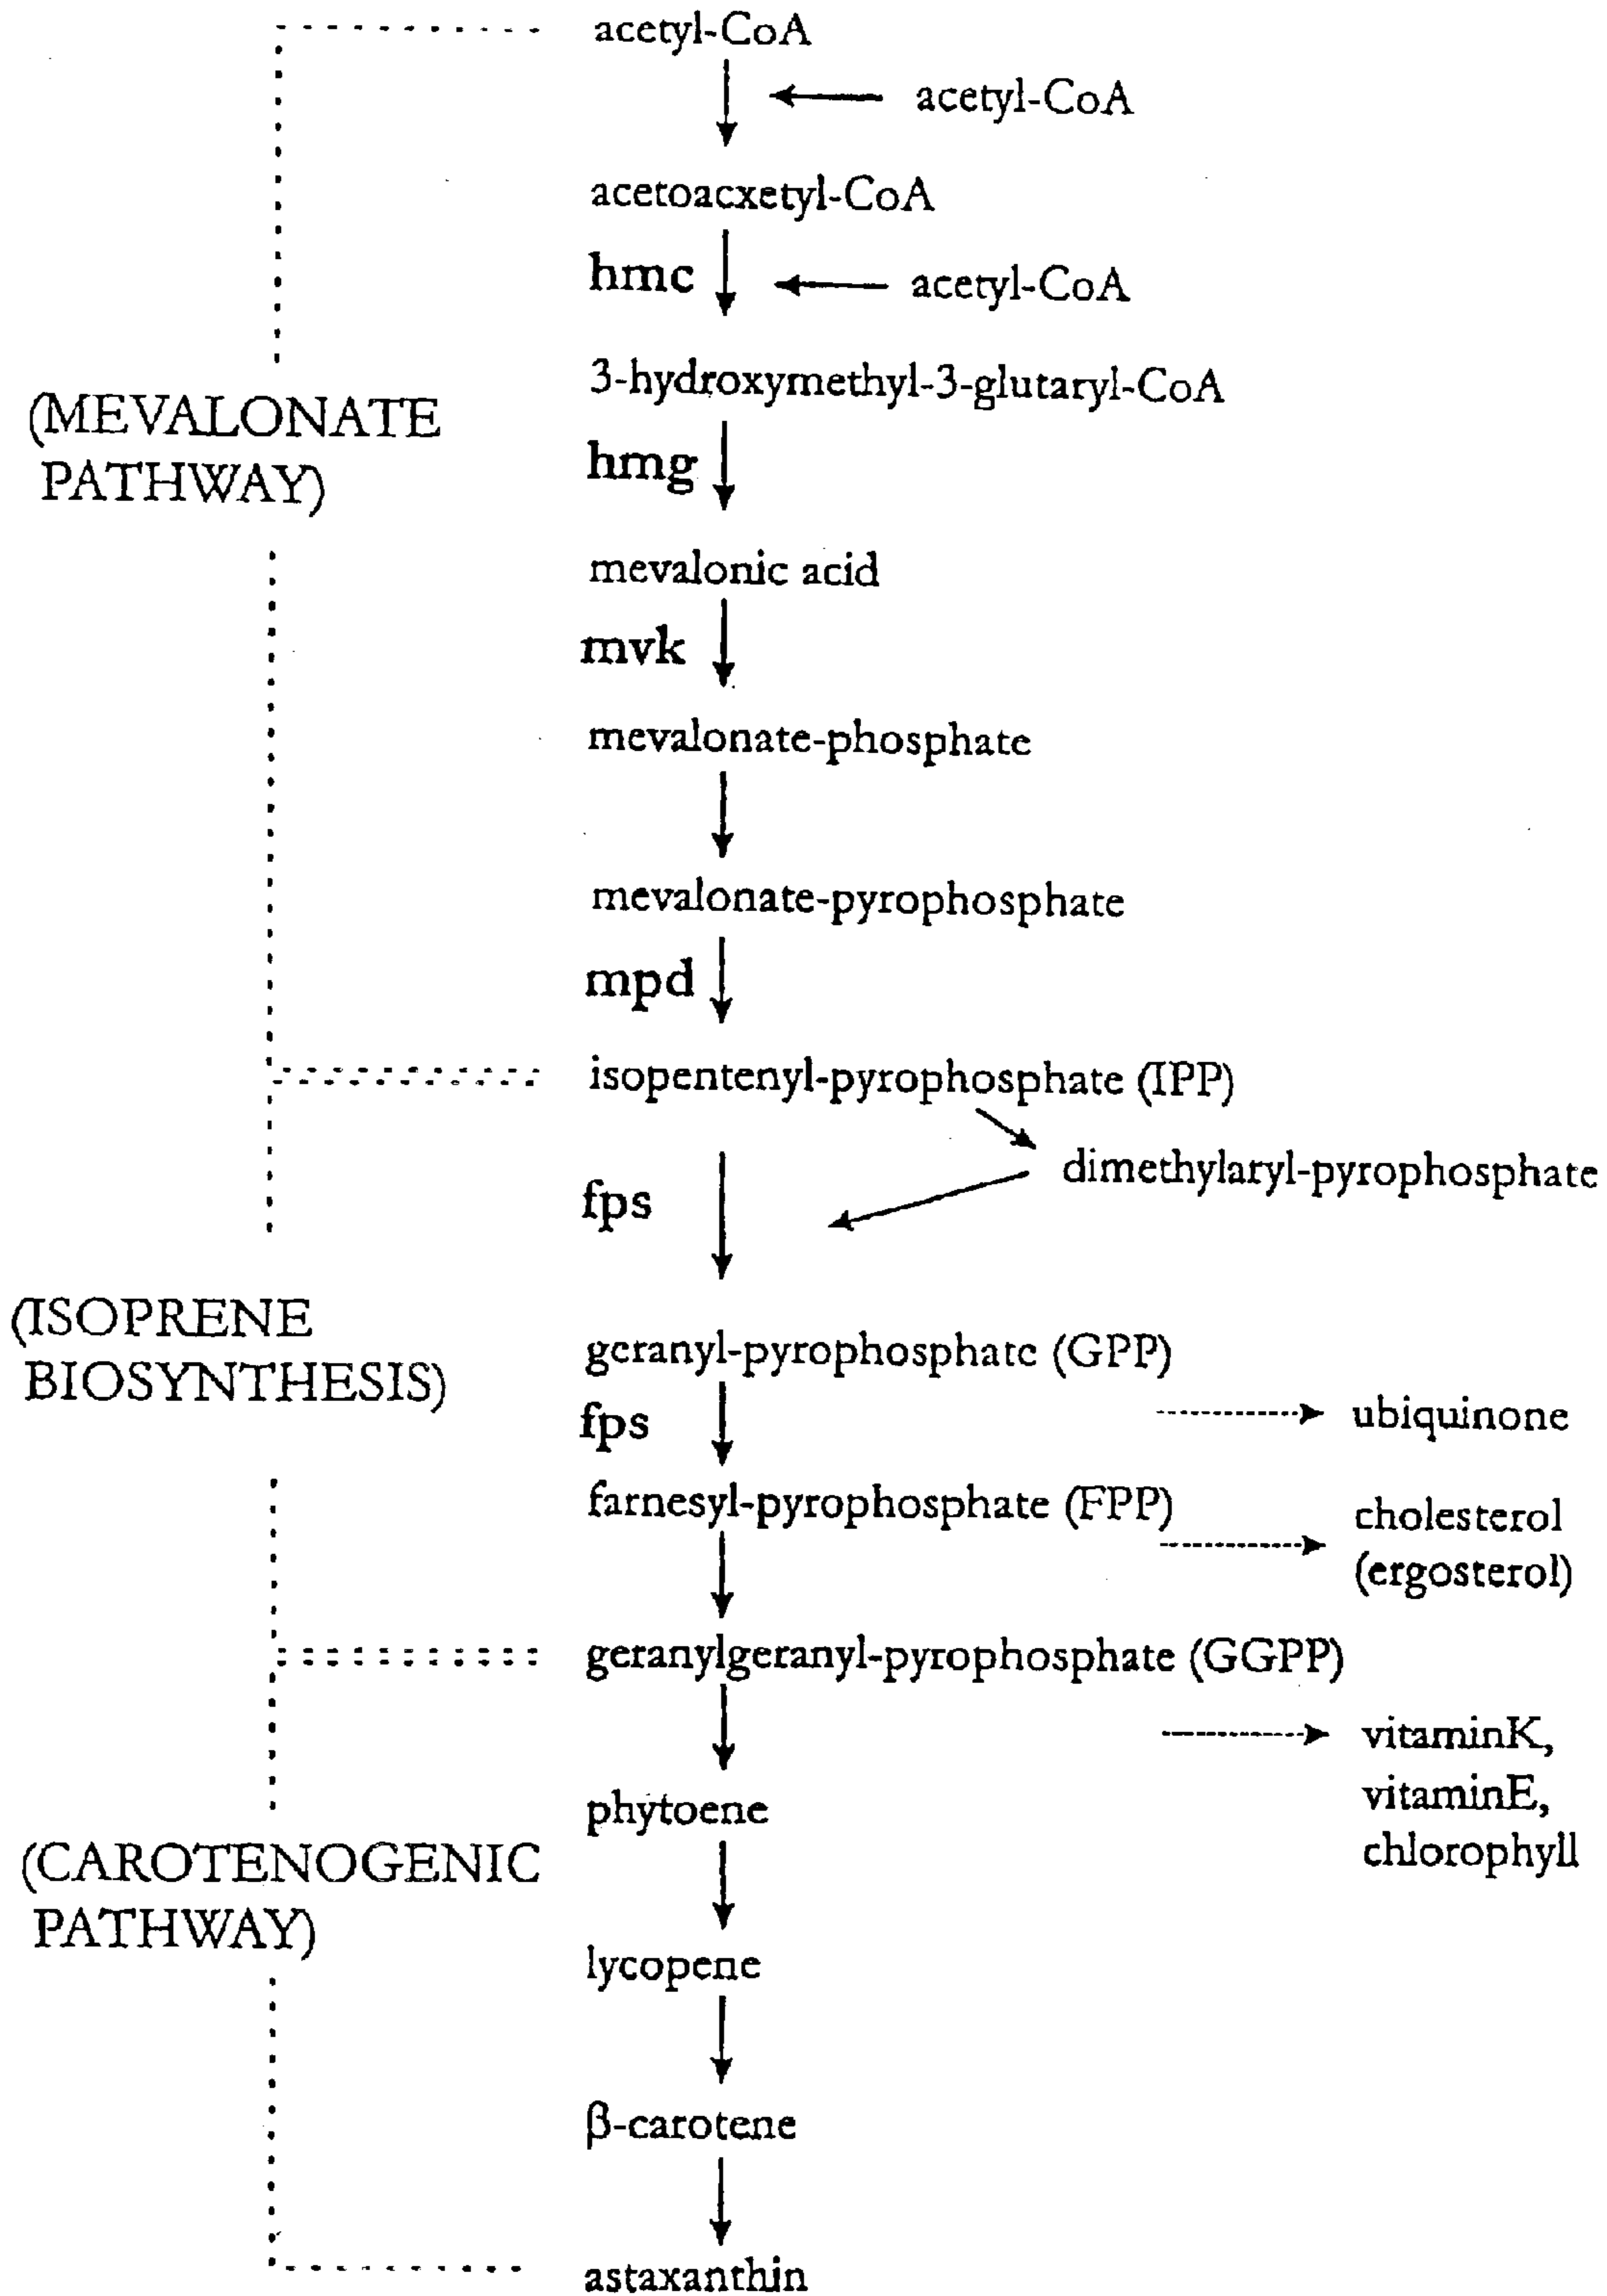 acetyl-CoA
acetyl-CoA
acetoacxetyl-CoA
hmc
acetyl-CoA
3-hydroxymethyl-3-glutaryl-CoA
(MEVALONATE
PATHWAY)
hmg
mevalonic acid
mvk
mevalonate-phosphate
mevalonate-pyrophosphate
mpd
isopentenyl-pyrophosphate (IPP)
dimethylaryl-pyrophosphate
fps
(ISOPRENE
BIOSYNTHESIS)
geranyl-pyrophosphate (GPP)
fps
ubiquinone
farnesyl-pyrophosphate (FPP)
cholesterol
(ergosterol)
geranylgeranyl-pyrophosphate (GGPP)
vitaminK,
vitaminE,
chlorophyll
phytoene
(CAROTENOGENIC
PATHWAY)
lycopene
β-carotene
astaxanthin